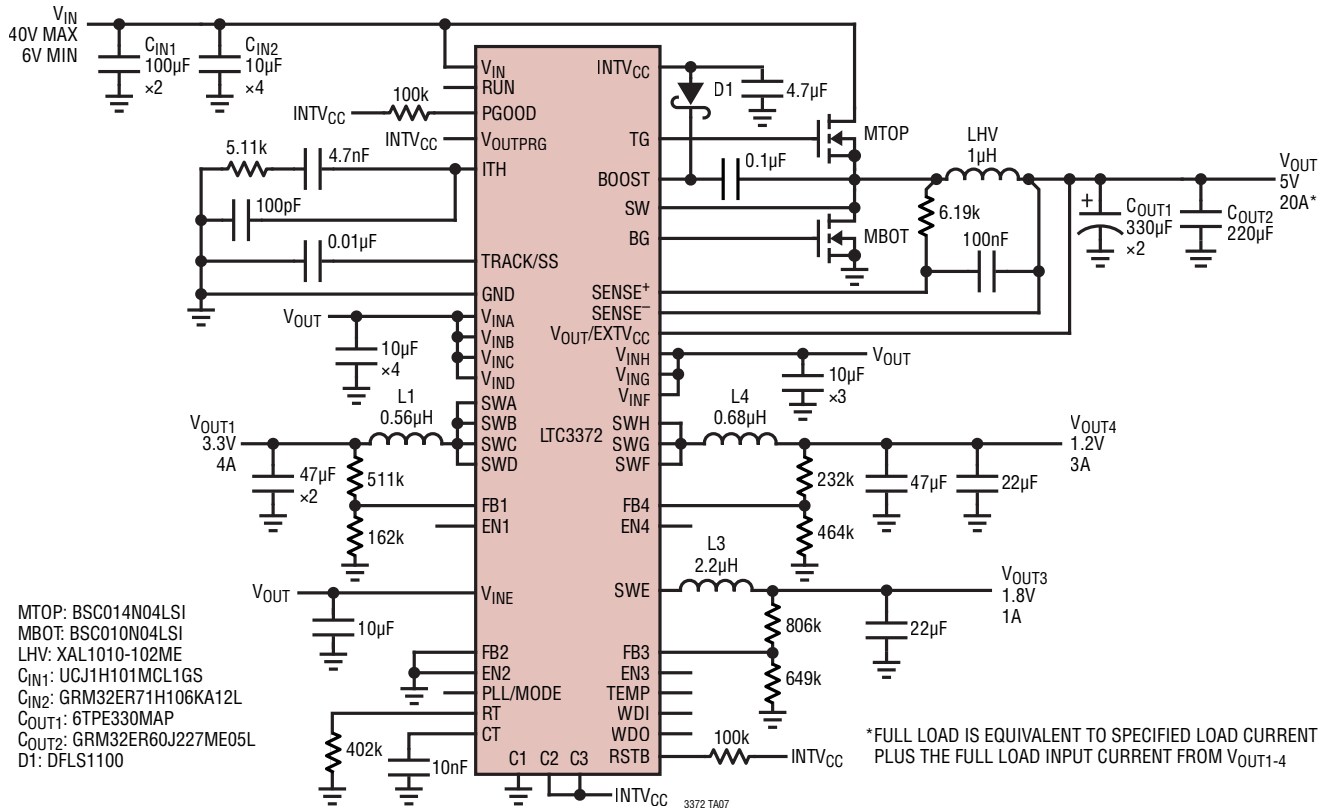 VIN
40V MAX
6V MIN
CIN1
100µF
×2
CIN2
10µF
×4
INTVCC
100k
INTVCC
5.11k
4.7nF
100pF
0.01µF
VOUT
10µF
×4
L1
0.56µH
VOUT1
3.3V
4A
47µF
×2
511k
162k
VOUT
10µF
402k
10nF
VIN
RUN
PGOOD
VOUTPRG
ITH
TRACK/SS
GND
VINA
VINB
VINC
VIND
SWA
SWB
SWC
SWD
FB1
EN1
VINE
FB2
EN2
PLL/MODE
RT
CT
LTC3372
C1
C2
C3
INTVCC
INTVCC
TG
BOOST
SW
BG
SENSE+
SENSE–
VOUT/EXTVCC
VINH
VING
VINF
SWH
SWG
SWF
FB4
EN4
SWE
FB3
EN3
TEMP
WDI
WDO
RSTB
D1
4.7µF
MTOP
0.1µF
MBOT
LHV
1µH
6.19k
100nF
VOUT
5V
20A*
+
COUT1
330µF
×2
COUT2
220µF
VOUT
10µF
×3
L4
0.68µH
VOUT4
1.2V
3A
232k
464k
47µF
22µF
L3
2.2µH
VOUT3
1.8V
1A
806k
649k
22µF
100k
INTVCC
MTOP: BSC014N04LSI
MBOT: BSC010N04LSI
LHV: XAL1010-102ME
CIN1: UCJ1H101MCL1GS
CIN2: GRM32ER71H106KA12L
COUT1: 6TPE330MAP
COUT2: GRM32ER60J227ME05L
D1: DFLS1100
*FULL LOAD IS EQUIVALENT TO SPECIFIED LOAD CURRENT
PLUS THE FULL LOAD INPUT CURRENT FROM VOUT1-4
3372 TA07